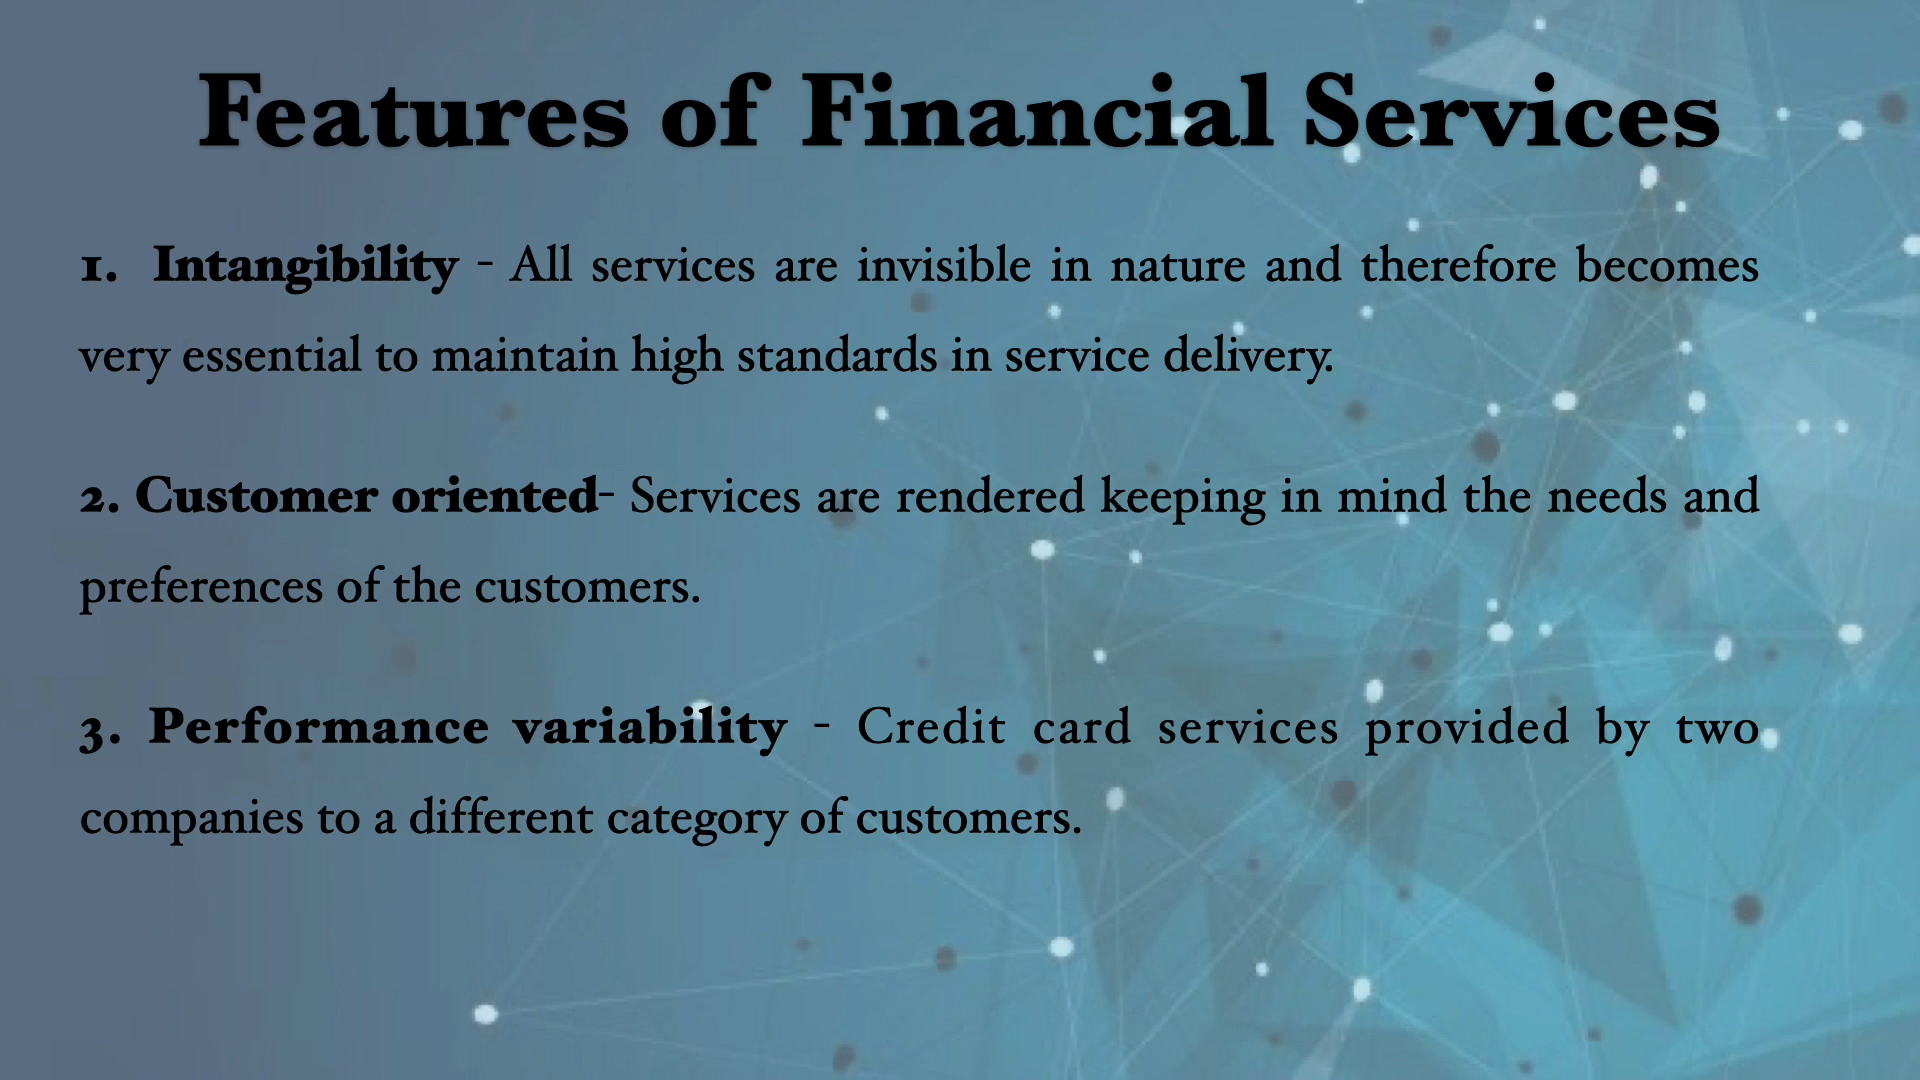 Features of Financial Services
1. Intangibility - All services are invisible in nature and therefore becomes
very essential to maintain high standards in service delivery.
2. Customer oriented- Services are rendered keeping in mind the needs and
preferences of the customers.
3. Performance variability - Credit card services provided by two
companies to a different category of customers.